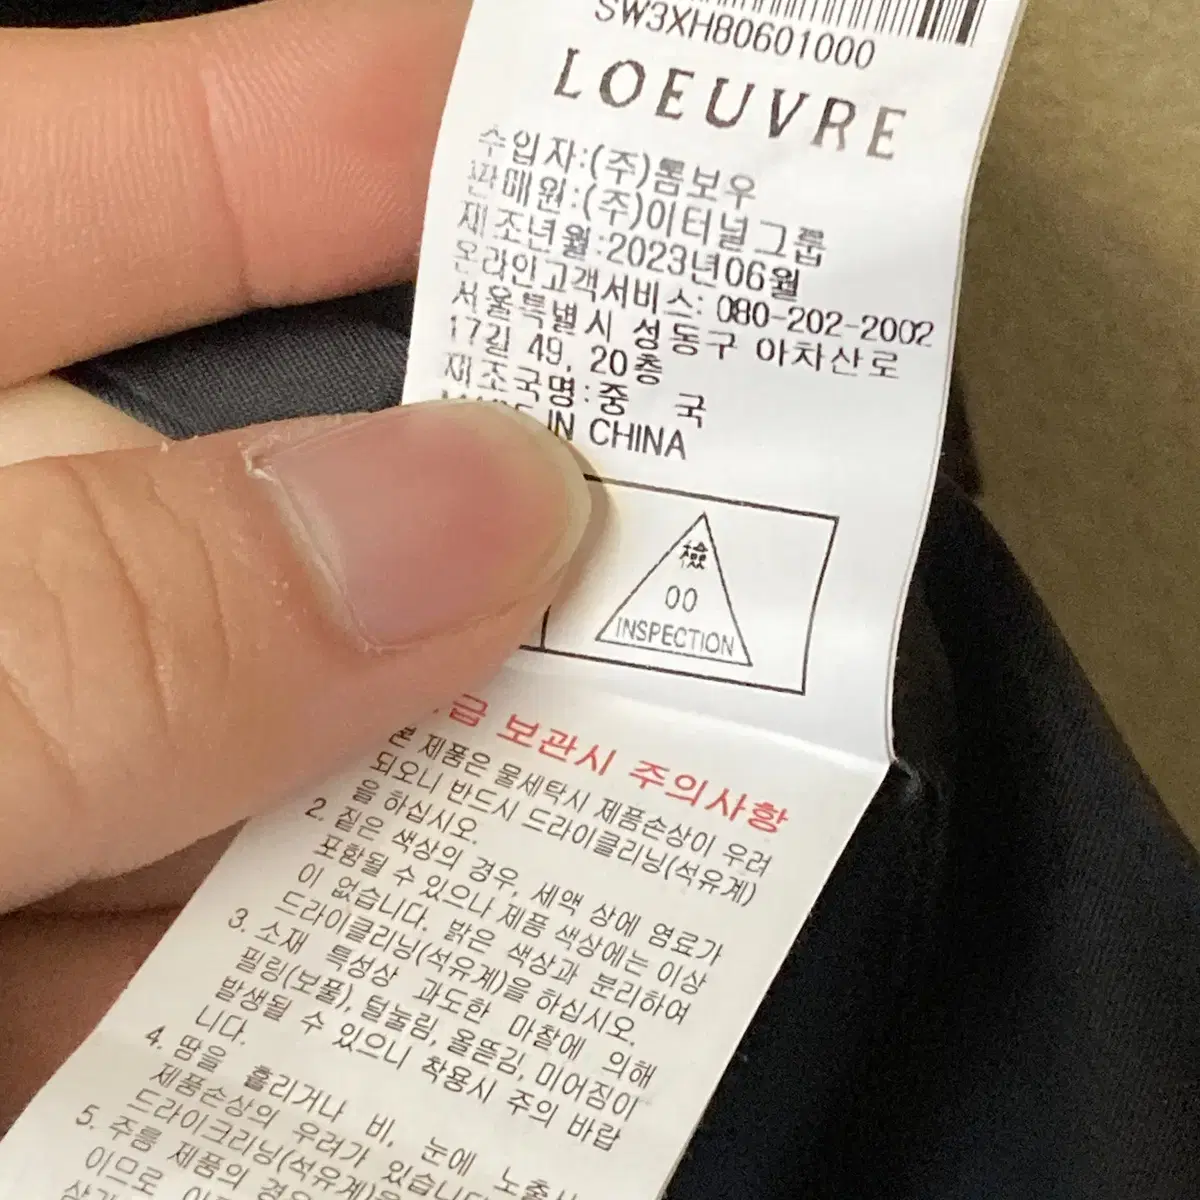 SW3XH80601000
LOEUVRE
수입자:(주)톰보우
판매원:(주)이터널그룹
제조년월:2023년06월
온라인고객서비스: 080-202-2002
서울특별시 성동구 아차산로
17길 49, 20층
제조국명:중 국
IN CHINA
檢
00
INSPECTION
급 보관시 주의사항
제품은 물세탁시 제품손상이 우려
되오니 반드시 드라이클리닝(석유계)
을 하십시오.
2. 짙은 색상의 경우, 세액 상에 염료가
포함될 수 있으나 제품 색상에는 이상
이 없습니다. 밝은 색상과 분리하여
드라이클리닝(석유계)을 하십시오.
3. 소재 특성상 과도한 마찰에 의해
필링(보풀), 털눌림, 올뜯김, 미어짐이
발생될 수 있으니 착용시 주의 바랍
니다.
4. 땀을 흘리거나 비, 눈에 노출시
제품손상의 우려가 있습니다
드라이크리닝(석유계)을
5. 주름 제품의 경우
이므로